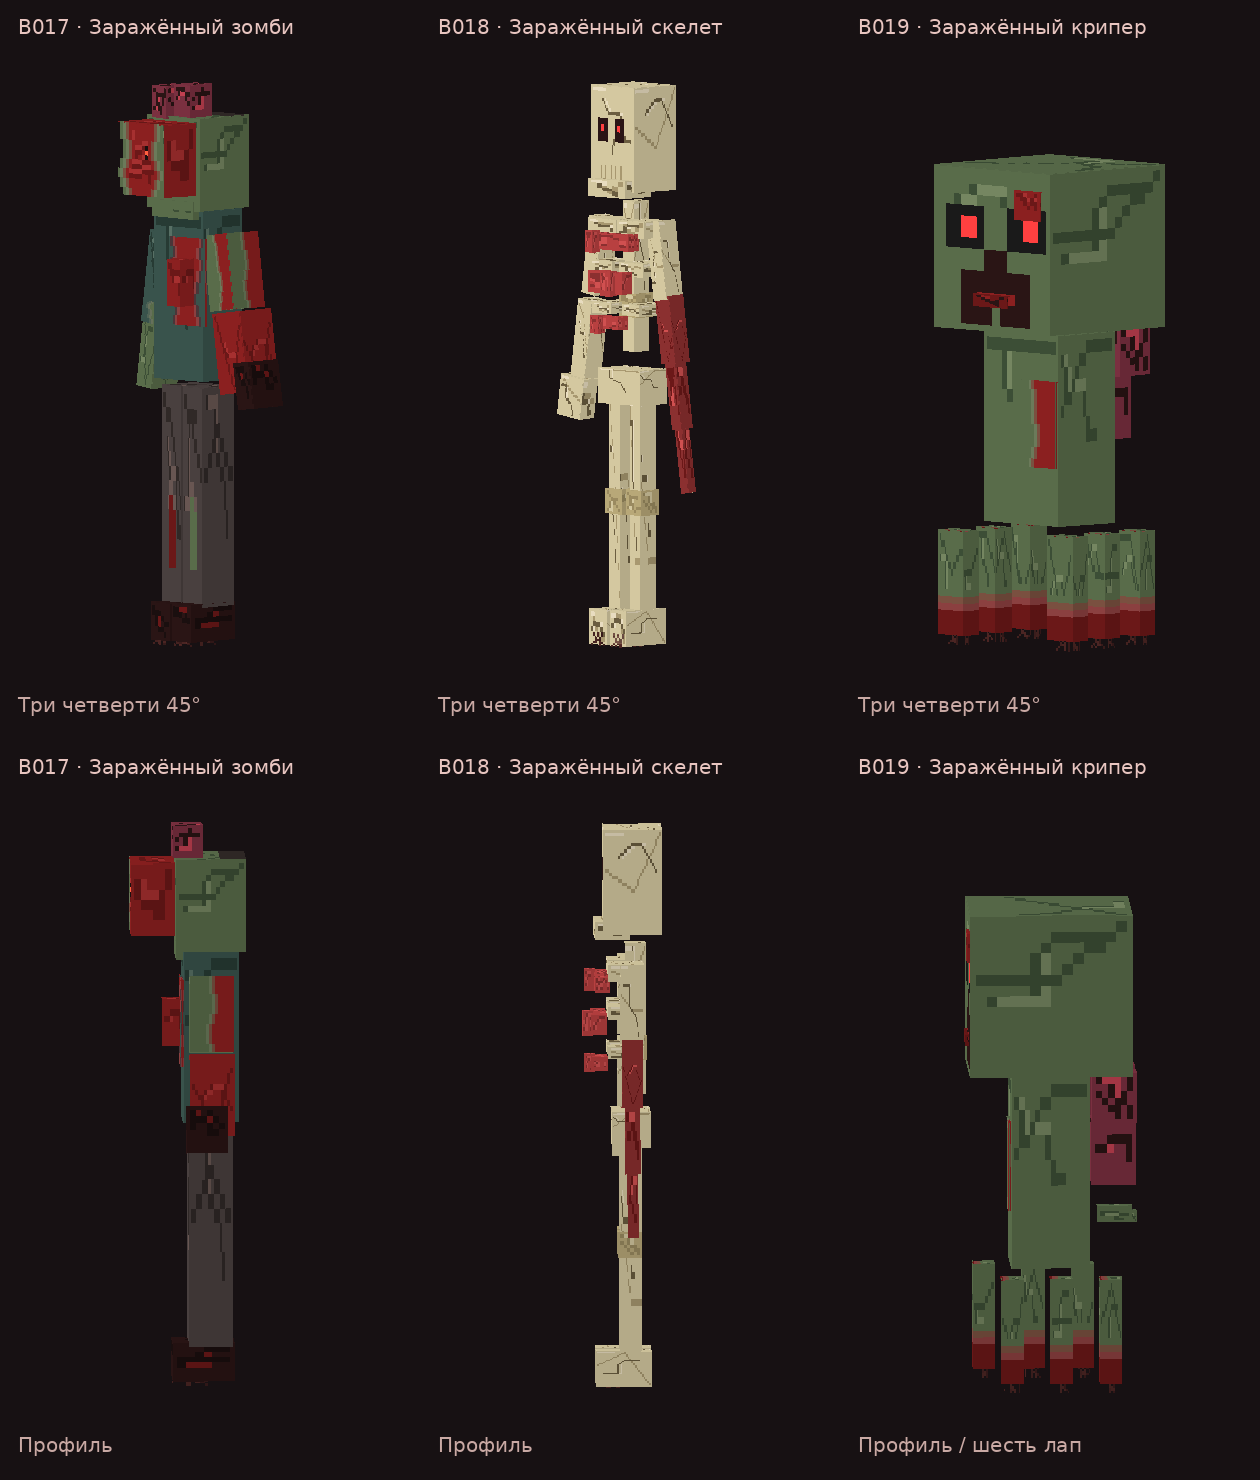 B017 · Заражённый зомби
B018 · Заражённый скелет
B019 · Заражённый крипер
Три четверти 45°
Три четверти 45°
Три четверти 45°
B017 · Заражённый зомби
B018 · Заражённый скелет
B019 · Заражённый крипер
Профиль
Профиль
Профиль / шесть лап